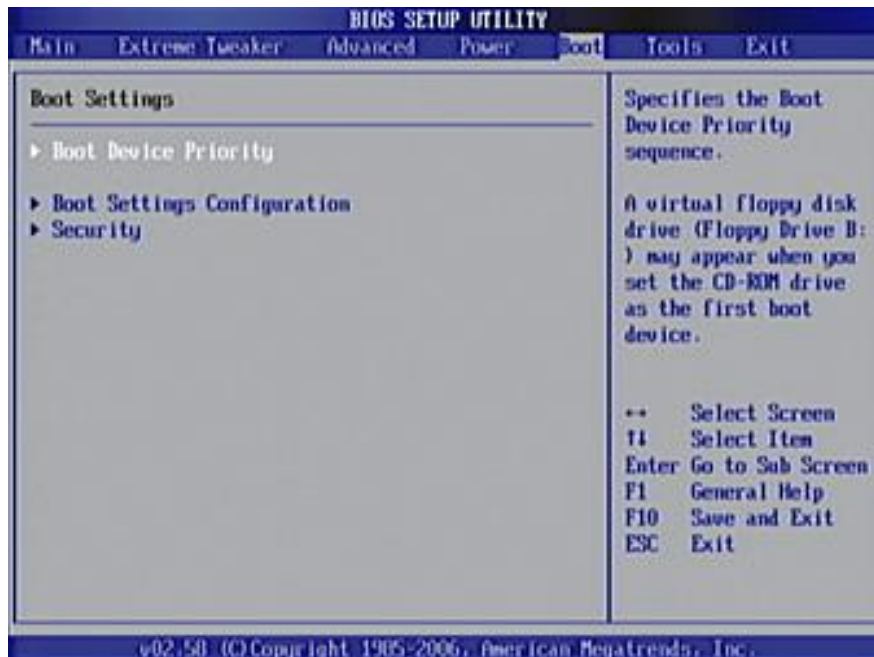 BIOS SETUP UTILITY
Main Extreme Tweaker Advanced Power Boot Tools Exit
Boot Settings
▶ Boot Device Priority
▶ Boot Settings Configuration
▶ Security
Specifies the Boot
Device Priority
sequence.
A virtual floppy disk
drive (Floppy Drive B:
) may appear when you
set the CD-ROM drive
as the first boot
device.
↔ Select Screen
↑↓ Select Item
Enter Go to Sub Screen
F1 General Help
F10 Save and Exit
ESC Exit
v02.58 (C)Copyright 1985-2006, American Megatrends, Inc.